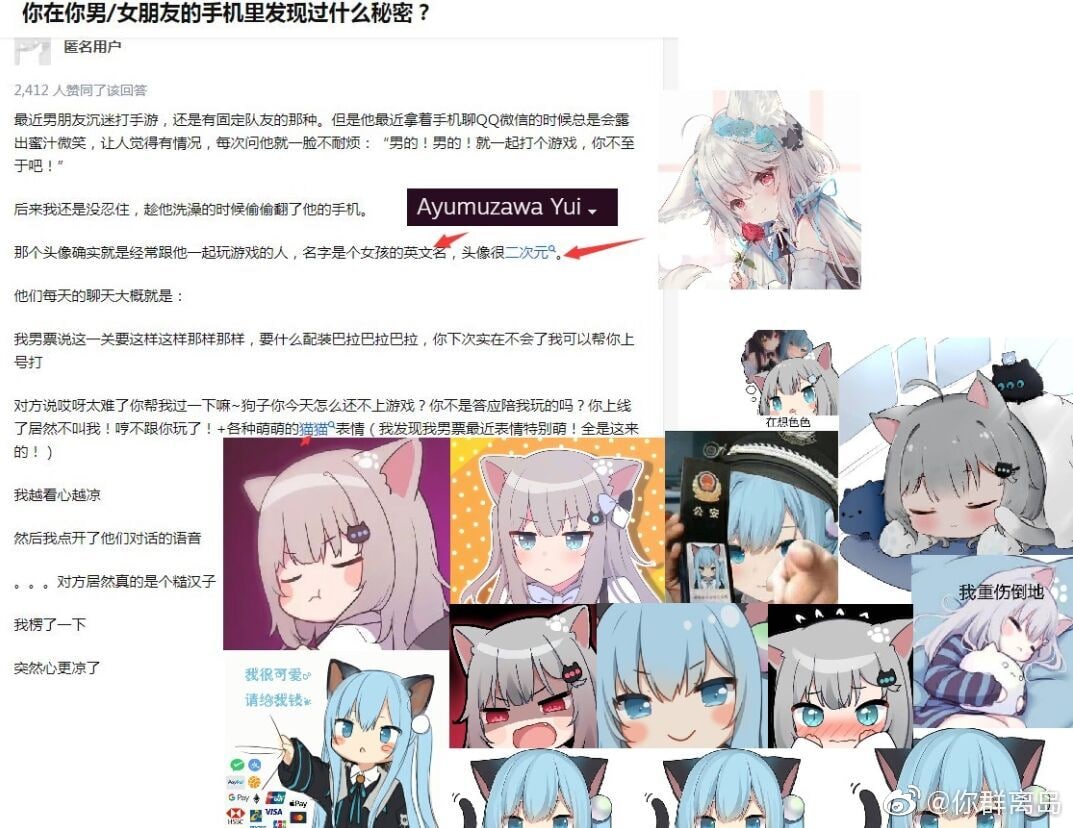 你在你男/女朋友的手机里发现过什么秘密？
匿名用户
2,412 人赞同了该回答
最近男朋友沉迷打手游，还是有固定队友的那种。但是他最近拿着手机聊QQ微信的时候总是会露
出蜜汁微笑，让人觉得有情况，每次问他就一脸不耐烦：“男的！男的！就一起打个游戏，你不至
于吧！”
后来我还是没忍住，趁他洗澡的时候偷偷翻了他的手机。
Ayumuzawa Yui
那个头像确实就是经常跟他一起玩游戏的人，名字是个女孩的英文名，头像很二次元。
他们每天的聊天大概就是：
我男票说这一关要这样这样那样那样，要什么配装巴拉巴拉巴拉，你下次实在不会了我可以帮你上
号打
对方说哎呀太难了你帮我过一下嘛~狗子你今天怎么还不上游戏？你不是答应陪我玩的吗？你上线
了居然不叫我！哼不跟你玩了！+各种萌萌的猫猫表情（我发现我男票最近表情特别萌！全是这来
的！）
我越看心越凉
然后我点开了他们对话的语音
。。。对方居然真的是个糙汉子
我楞了一下
突然心更凉了
在想色色
公安
我重伤倒地
我很可爱
请给我钱
PayPal
G Pay
Pay
HSBC
VISA
@你群离岛